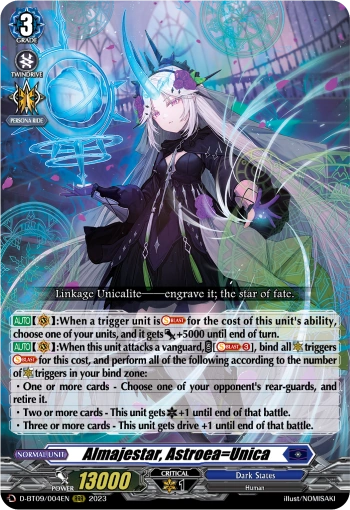 3
GRADE
TWINDRIVE
PERSONA RIDE
Linkage Unicalite——engrave it; the star of fate.
AUTO [ ]:When a trigger unit is BLAST for the cost of this unit's ability,
choose one of your units, and it gets +5000 until end of turn.
AUTO [ ]:When this unit attacks a vanguard, [ BLAST 3], bind all triggers
BLAST for this cost, and perform all of the following according to the number
of triggers in your bind zone:
・One or more cards - Choose one of your opponent's rear-guards, and
retire it.
・Two or more cards - This unit gets +1 until end of that battle.
・Three or more cards - This unit gets drive +1 until end of that battle.
NORMAL UNIT
Almajestar, Astroea=Unica
POWER 13000
CRITICAL
1
Dark States
Human
D-BT09/004EN RRR 2023
illust/NOMISAKI